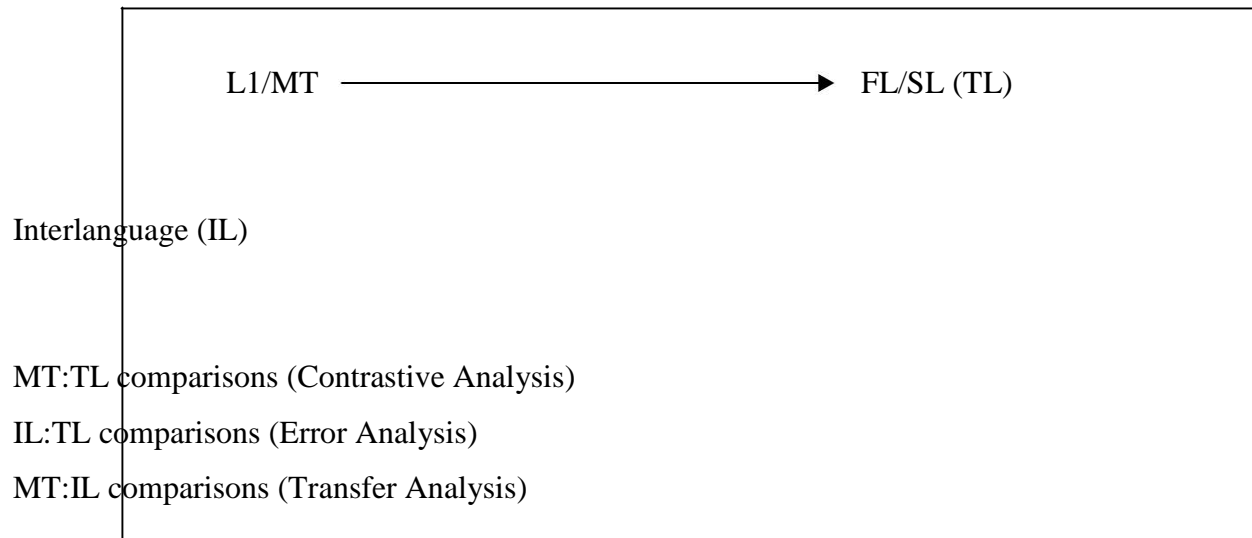 L1/MT FL/SL (TL)
Interlanguage (IL)
MT:TL comparisons (Contrastive Analysis)
IL:TL comparisons (Error Analysis)
MT:IL comparisons (Transfer Analysis)